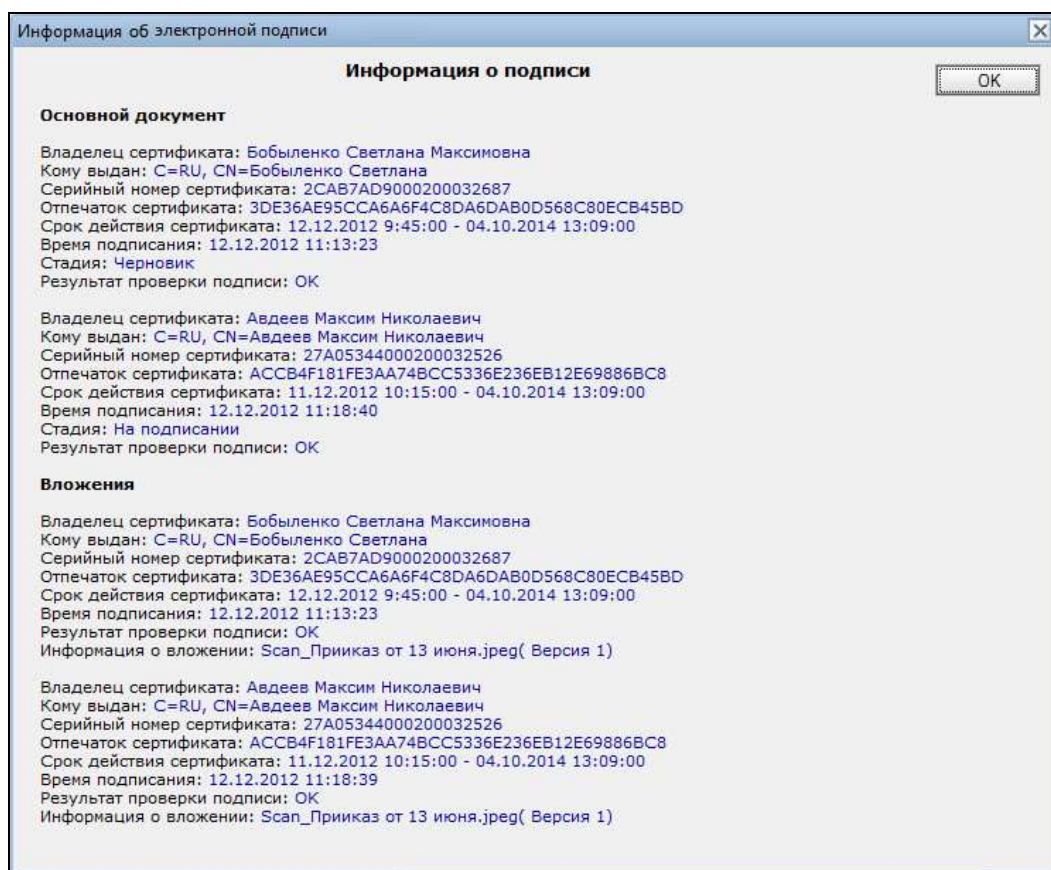 Информация об электронной подписи
Информация о подписи
OK
Основной документ
Владелец сертификата: Бобыленко Светлана Максимовна
Кому выдан: C=RU, CN=Бобыленко Светлана
Серийный номер сертификата: 2CAB7AD9000200032687
Отпечаток сертификата: 3DE36AE95CCA6A6F4C8DA6DAB0D568C80ECB45BD
Срок действия сертификата: 12.12.2012 9:45:00 - 04.10.2014 13:09:00
Время подписания: 12.12.2012 11:13:23
Стадия: Черновик
Результат проверки подписи: OK
Владелец сертификата: Авдеев Максим Николаевич
Кому выдан: C=RU, CN=Авдеев Максим Николаевич
Серийный номер сертификата: 27A05344000200032526
Отпечаток сертификата: ACCB4F181FE3AA74BCC5336E236EB12E69886BC8
Срок действия сертификата: 11.12.2012 10:15:00 - 04.10.2014 13:09:00
Время подписания: 12.12.2012 11:18:40
Стадия: На подписании
Результат проверки подписи: OK
Вложения
Владелец сертификата: Бобыленко Светлана Максимовна
Кому выдан: C=RU, CN=Бобыленко Светлана
Серийный номер сертификата: 2CAB7AD9000200032687
Отпечаток сертификата: 3DE36AE95CCA6A6F4C8DA6DAB0D568C80ECB45BD
Срок действия сертификата: 12.12.2012 9:45:00 - 04.10.2014 13:09:00
Время подписания: 12.12.2012 11:13:23
Результат проверки подписи: OK
Информация о вложении: Scan_Прииказ от 13 июня.jpeg( Версия 1)
Владелец сертификата: Авдеев Максим Николаевич
Кому выдан: C=RU, CN=Авдеев Максим Николаевич
Серийный номер сертификата: 27A05344000200032526
Отпечаток сертификата: ACCB4F181FE3AA74BCC5336E236EB12E69886BC8
Срок действия сертификата: 11.12.2012 10:15:00 - 04.10.2014 13:09:00
Время подписания: 12.12.2012 11:18:39
Результат проверки подписи: OK
Информация о вложении: Scan_Прииказ от 13 июня.jpeg( Версия 1)